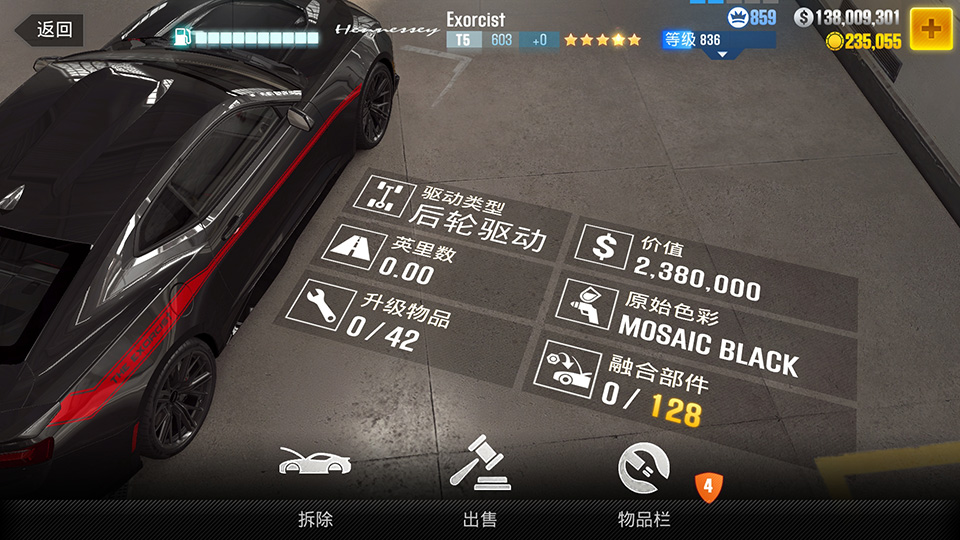 返回
Hennessey
Exorcist
T5 603 +0
859
138,009,301
等级 836
235,055
驱动类型
后轮驱动
英里数
0.00
升级物品
0/42
价值
2,380,000
原始色彩
MOSAIC BLACK
融合部件
0/128
拆除
出售
物品栏
4